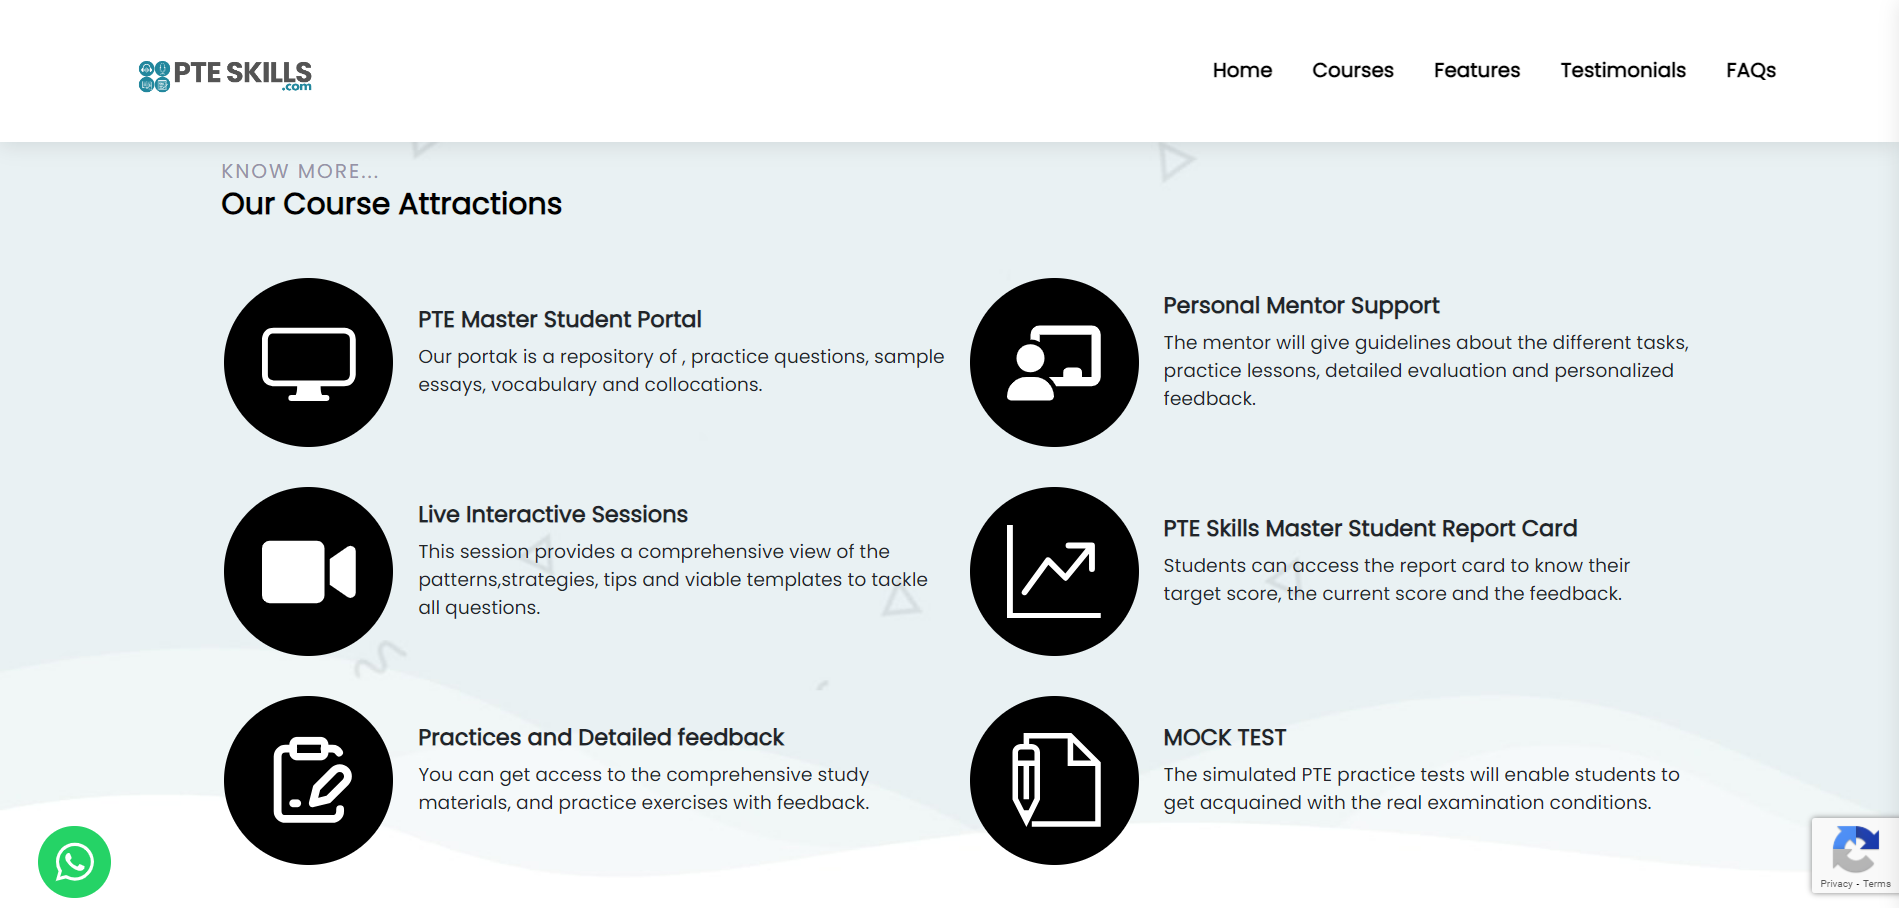 PTE SKILLS
.com
Home Courses Features Testimonials FAQs
KNOW MORE...
Our Course Attractions
PTE Master Student Portal
Our portak is a repository of , practice questions, sample
essays, vocabulary and collocations.
Personal Mentor Support
The mentor will give guidelines about the different tasks,
practice lessons, detailed evaluation and personalized
feedback.
Live Interactive Sessions
This session provides a comprehensive view of the
patterns,strategies, tips and viable templates to tackle
all questions.
PTE Skills Master Student Report Card
Students can access the report card to know their
target score, the current score and the feedback.
Practices and Detailed feedback
You can get access to the comprehensive study
materials, and practice exercises with feedback.
MOCK TEST
The simulated PTE practice tests will enable students to
get acquained with the real examination conditions.
Privacy - Terms